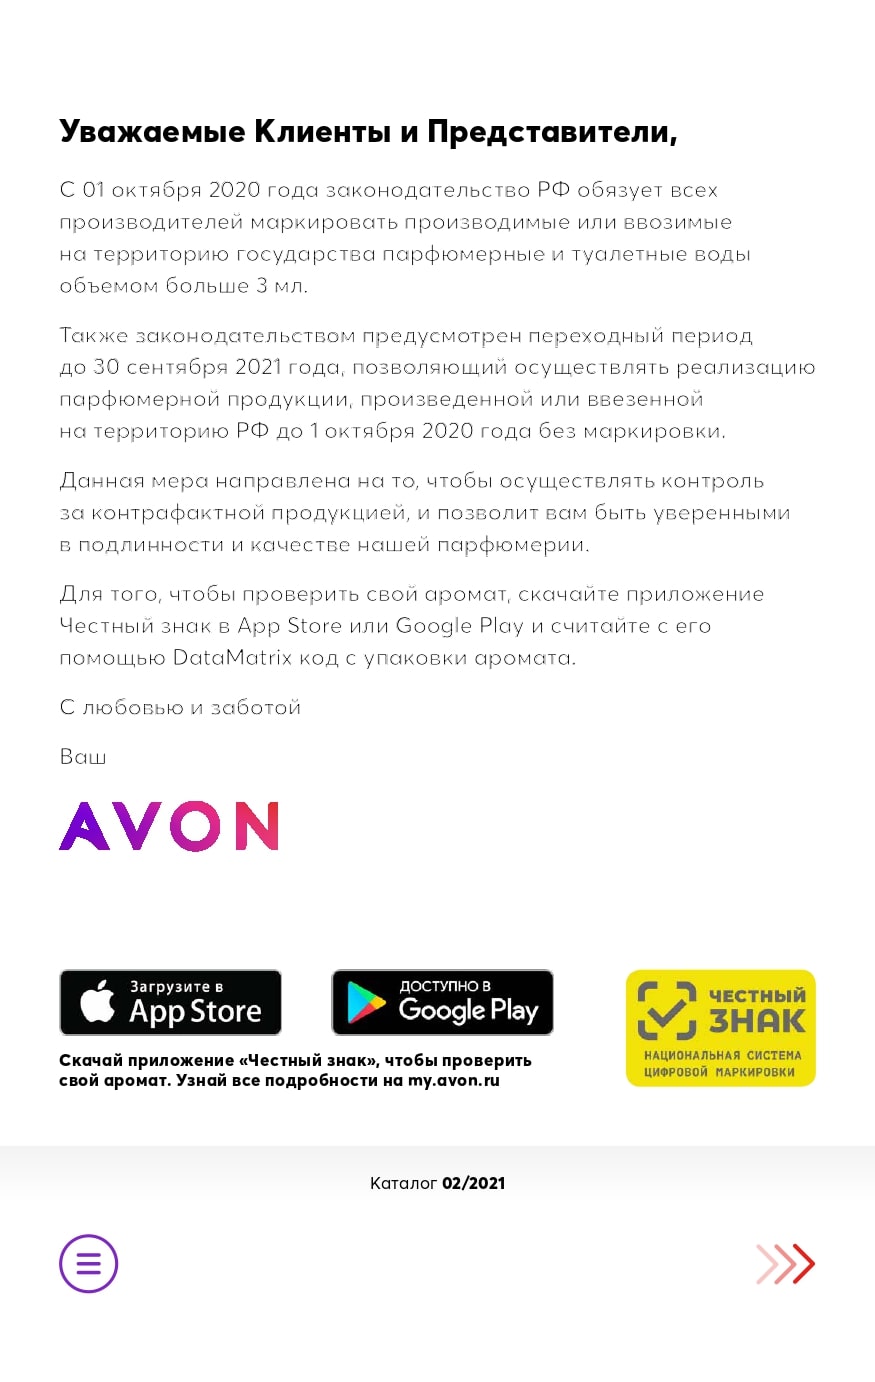 Уважаемые Клиенты и Представители,
С 01 октября 2020 года законодательство РФ обязует всех
производителей маркировать производимые или ввозимые
на территорию государства парфюмерные и туалетные воды
объемом больше 3 мл.
Также законодательством предусмотрен переходный период
до 30 сентября 2021 года, позволяющий осуществлять реализацию
парфюмерной продукции, произведенной или ввезенной
на территорию РФ до 1 октября 2020 года без маркировки.
Данная мера направлена на то, чтобы осуществлять контроль
за контрафактной продукцией, и позволит вам быть уверенными
в подлинности и качестве нашей парфюмерии.
Для того, чтобы проверить свой аромат, скачайте приложение
Честный знак в App Store или Google Play и считайте с его
помощью DataMatrix код с упаковки аромата.
С любовью и заботой
Ваш
AVON
Загрузите в
App Store
ДОСТУПНО В
Google Play
ЧЕСТНЫЙ
ЗНАК
НАЦИОНАЛЬНАЯ СИСТЕМА
ЦИФРОВОЙ МАРКИРОВКИ
Скачай приложение «Честный знак», чтобы проверить
свой аромат. Узнай все подробности на my.avon.ru
Каталог 02/2021